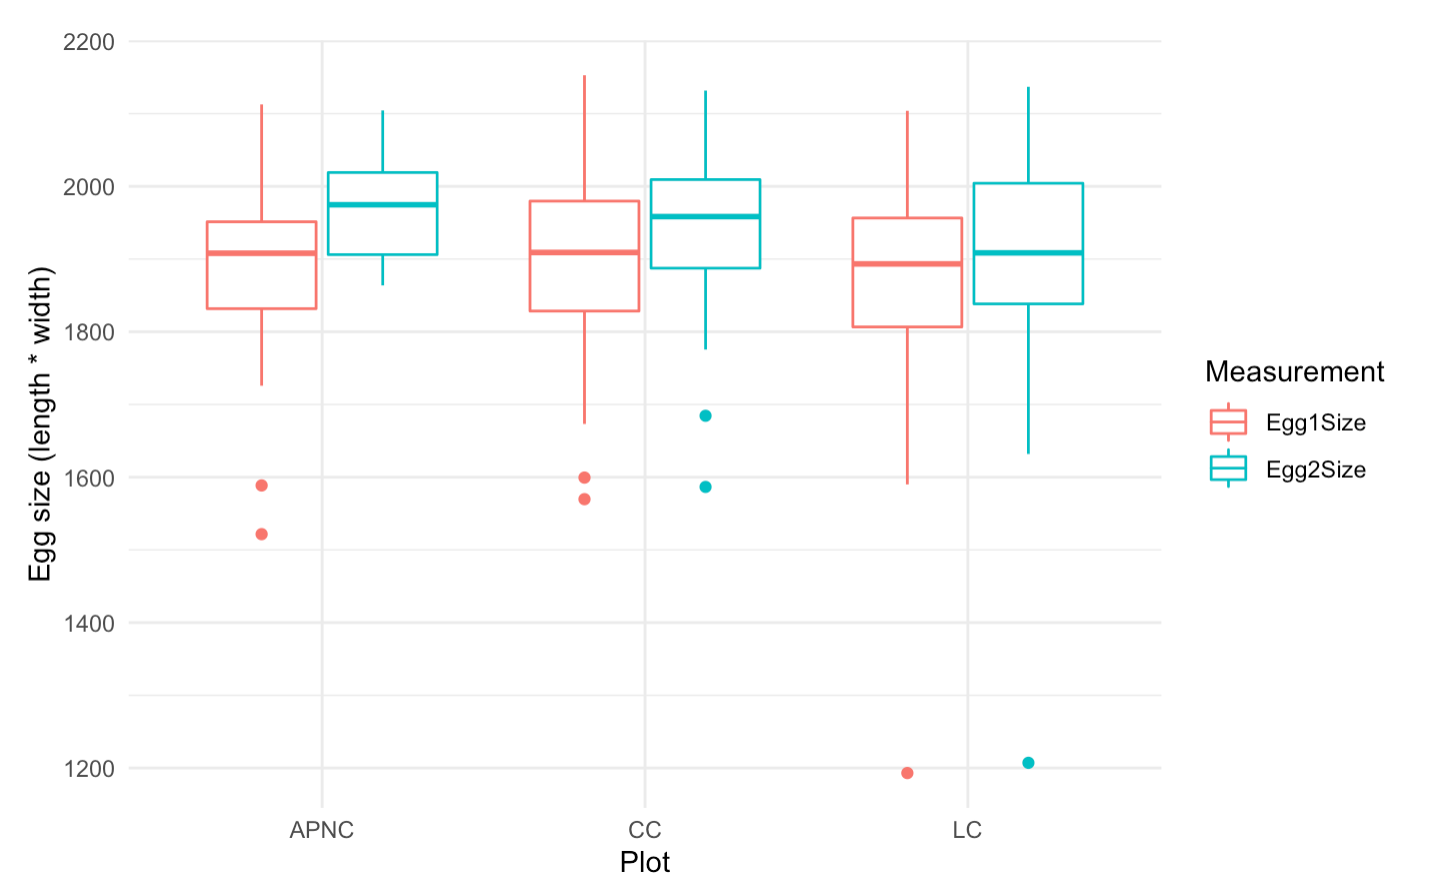 2200
2000
1800
1600
1400
1200
Egg size (length * width)
APNC
CC
LC
Plot
Measurement
Egg1Size
Egg2Size